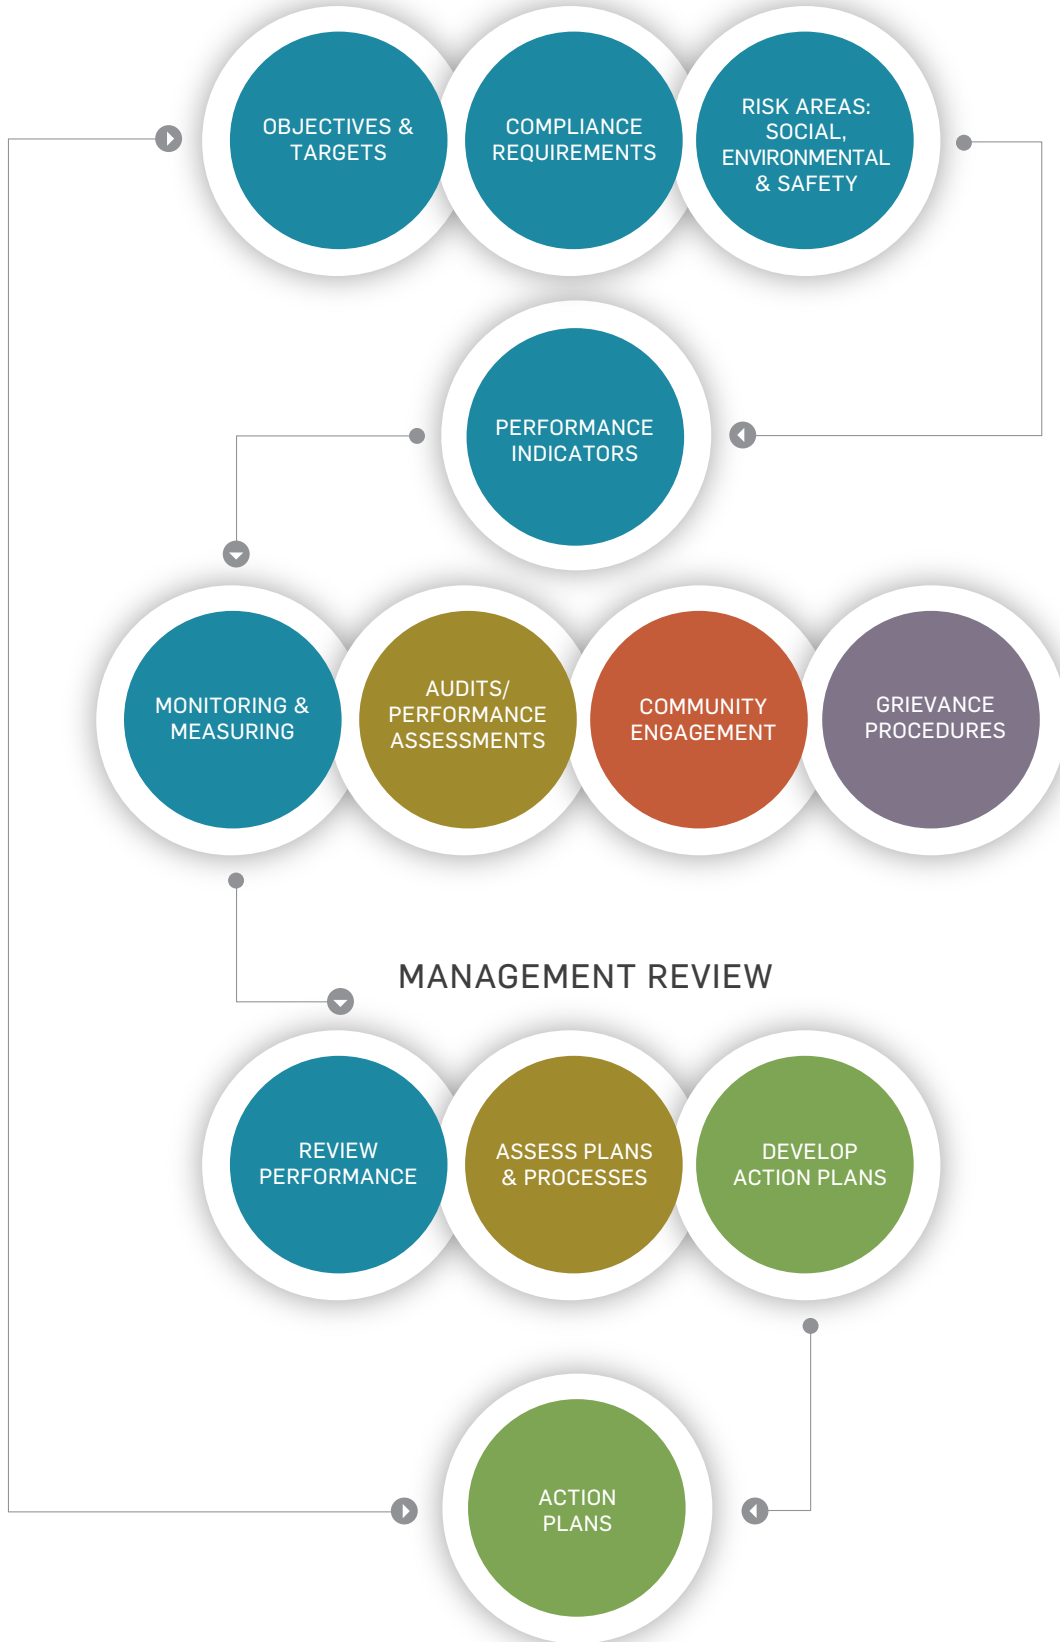 OBJECTIVES &
TARGETS
COMPLIANCE
REQUIREMENTS
RISK AREAS:
SOCIAL,
ENVIRONMENTAL
& SAFETY
PERFORMANCE
INDICATORS
MONITORING &
MEASURING
AUDITS/
PERFORMANCE
ASSESSMENTS
COMMUNITY
ENGAGEMENT
GRIEVANCE
PROCEDURES
MANAGEMENT REVIEW
REVIEW
PERFORMANCE
ASSESS PLANS
& PROCESSES
DEVELOP
ACTION PLANS
ACTION
PLANS